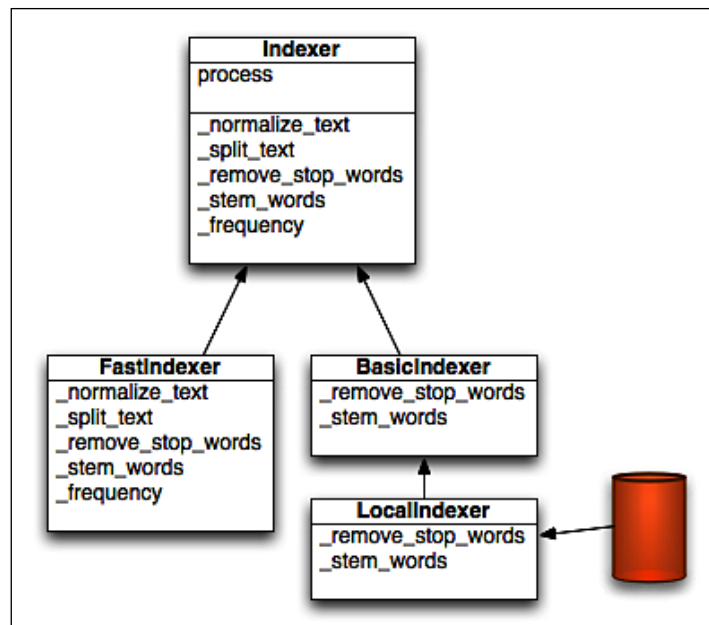 Indexer
process
_normalize_text
_split_text
_remove_stop_words
_stem_words
_frequency
FastIndexer
_normalize_text
_split_text
_remove_stop_words
_stem_words
_frequency
BasicIndexer
_remove_stop_words
_stem_words
LocalIndexer
_remove_stop_words
_stem_words